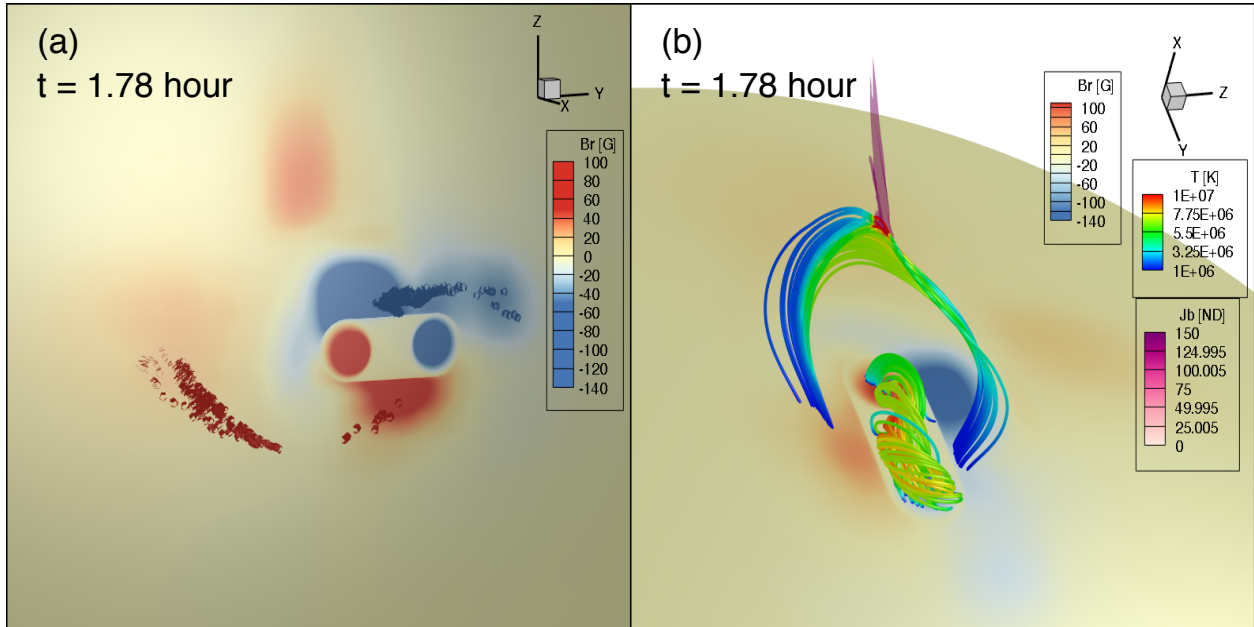 (a)
t = 1.78 hour
Z
Y
X
Br [G]
100
80
60
40
20
0
-20
-40
-60
-80
-100
-120
-140
(b)
t = 1.78 hour
Br [G]
100
60
20
-20
-60
-100
-140
X
Z
Y
T [K]
1E+07
7.75E+06
5.5E+06
3.25E+06
1E+06
Jb [ND]
150
124.995
100.005
75
49.995
25.005
0